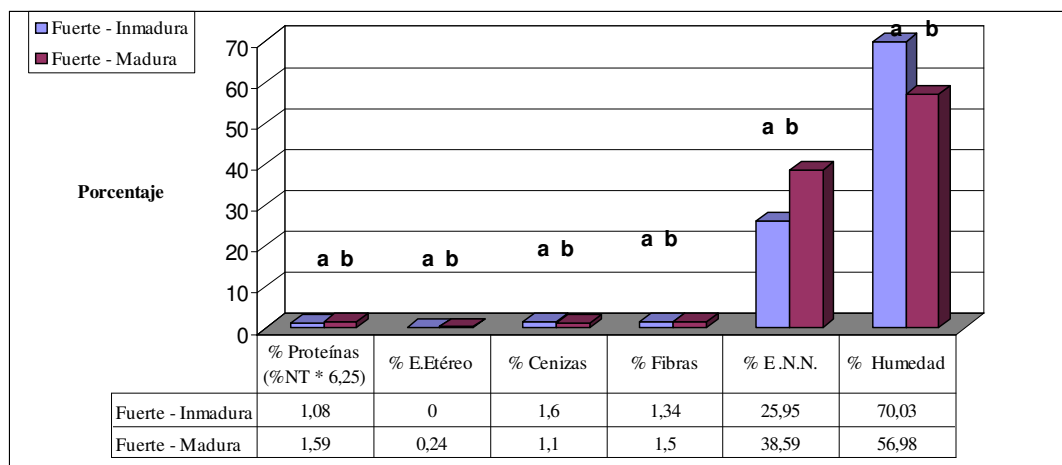 Fuerte - Inmadura
Fuerte - Madura
Porcentaje
70
60
50
40
30
20
10
0
a b
a b
a b
a b
a b
a b
% Proteínas (%NT * 6,25) % E.Etéreo % Cenizas % Fibras % E .N.N. % Humedad
Fuerte - Inmadura 1,08 0 1,6 1,34 25,95 70,03
Fuerte - Madura 1,59 0,24 1,1 1,5 38,59 56,98